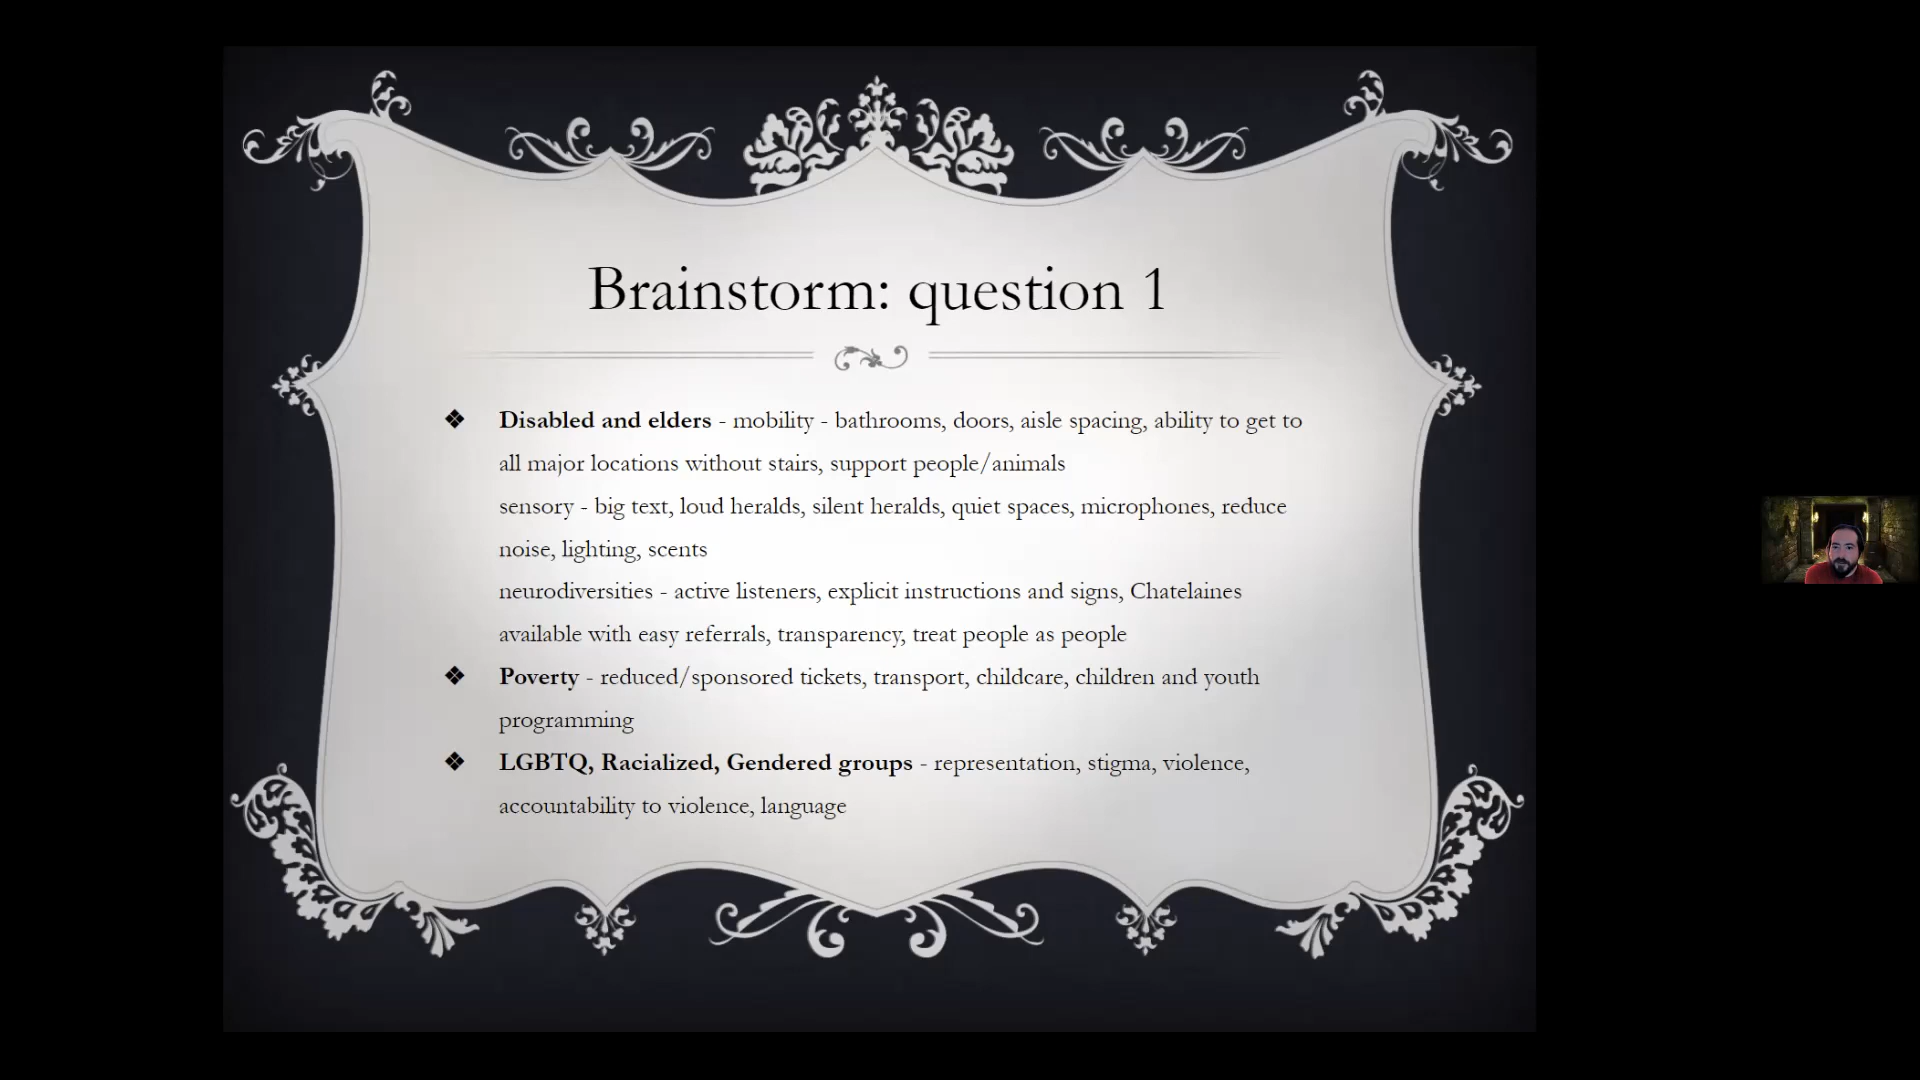 Brainstorm: question 1
❖ Disabled and elders - mobility - bathrooms, doors, aisle spacing, ability to get to
all major locations without stairs, support people/animals
sensory - big text, loud heralds, silent heralds, quiet spaces, microphones, reduce
noise, lighting, scents
neurodiversities - active listeners, explicit instructions and signs, Chatelaines
available with easy referrals, transparency, treat people as people
❖ Poverty - reduced/sponsored tickets, transport, childcare, children and youth
programming
❖ LGBTQ, Racialized, Gendered groups - representation, stigma, violence,
accountability to violence, language